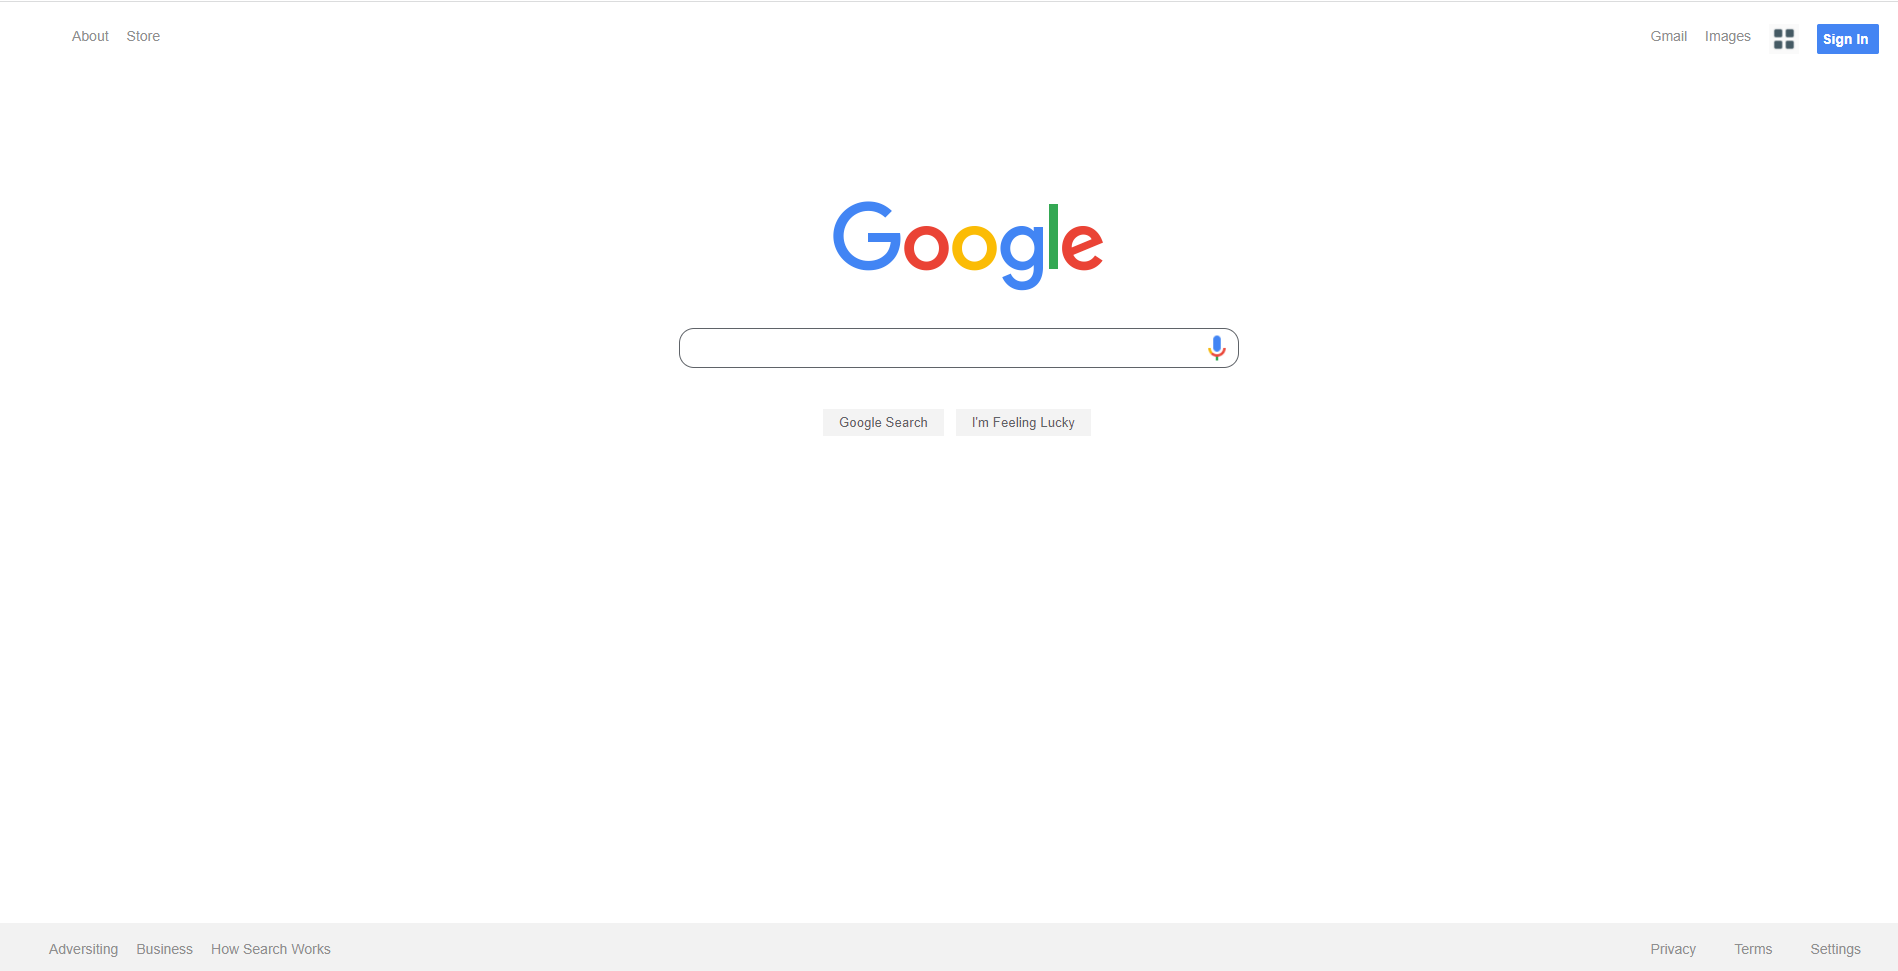 About Store Gmail Images Sign In
Google
Google Search I'm Feeling Lucky
Adversiting Business How Search Works Privacy Terms Settings